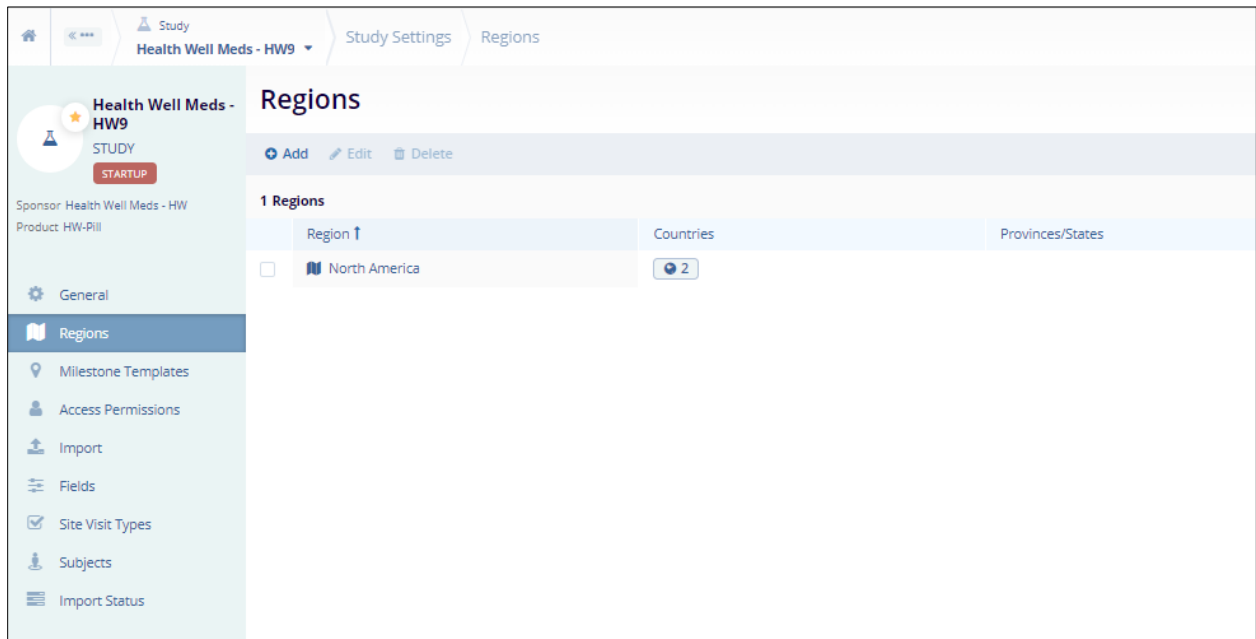 Study
Health Well Meds - HW9
Study Settings
Regions
Health Well Meds -
HW9
STUDY
STARTUP
Sponsor Health Well Meds - HW
Product HW-Pill
General
Regions
Milestone Templates
Access Permissions
Import
Fields
Site Visit Types
Subjects
Import Status
Regions
Add Edit Delete
1 Regions
Region Countries Provinces/States
North America 2